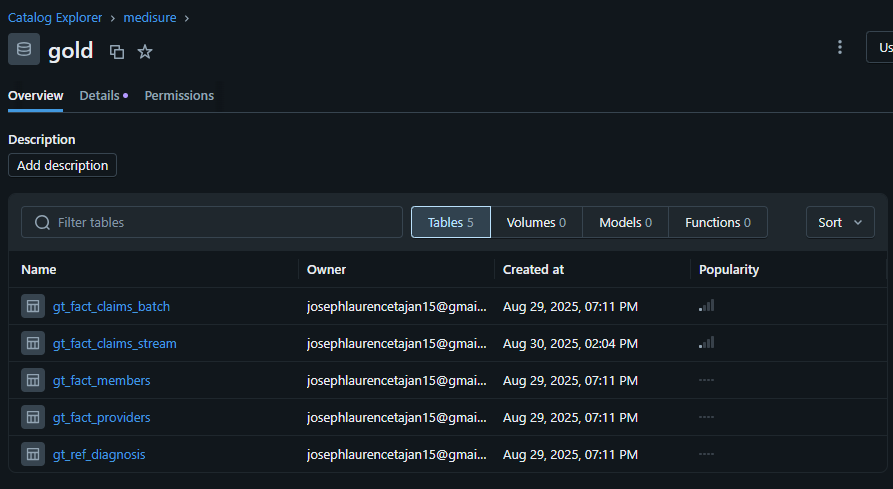 Catalog Explorer > medisure >
gold
Us
Overview Details Permissions
Description
Add description
Filter tables Tables 5 Volumes 0 Models 0 Functions 0 Sort
Name Owner Created at Popularity
gt_fact_claims_batch josephlaurencetajan15@gmai... Aug 29, 2025, 07:11 PM
gt_fact_claims_stream josephlaurencetajan15@gmai... Aug 30, 2025, 02:04 PM
gt_fact_members josephlaurencetajan15@gmai... Aug 29, 2025, 07:11 PM
gt_fact_providers josephlaurencetajan15@gmai... Aug 29, 2025, 07:11 PM
gt_ref_diagnosis josephlaurencetajan15@gmai... Aug 29, 2025, 07:11 PM